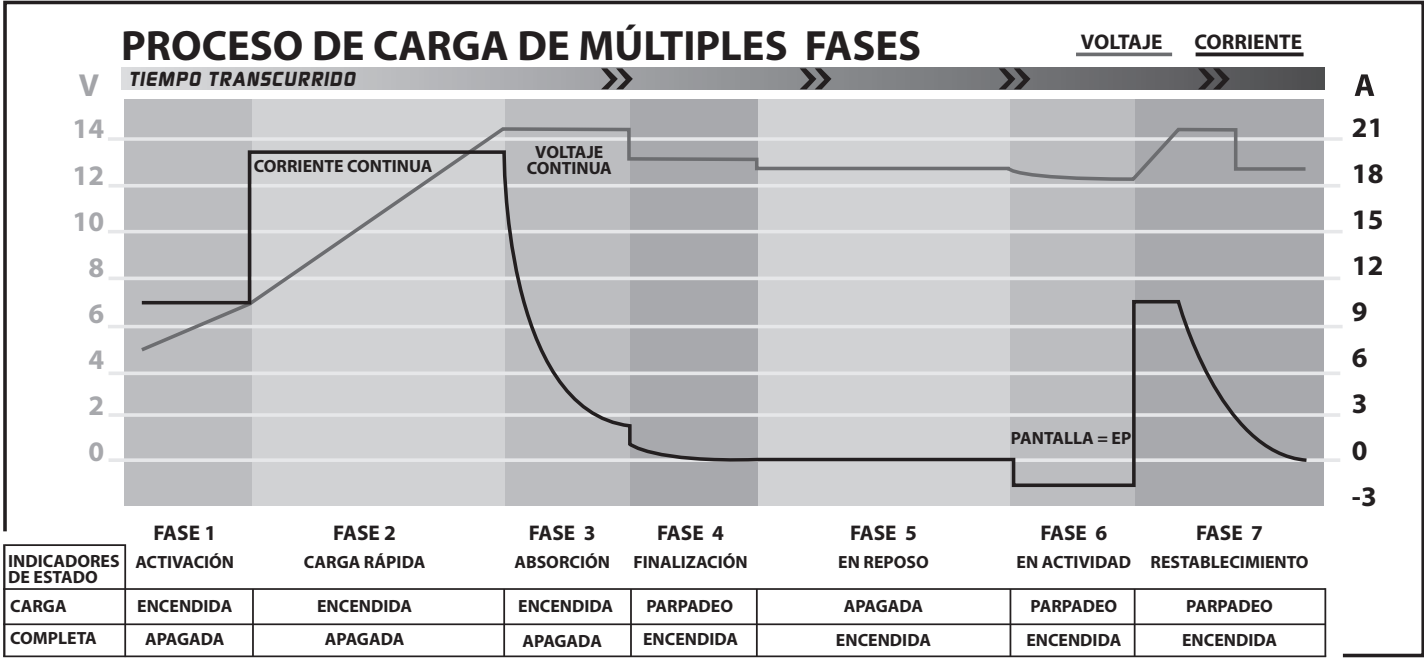 PROCESO DE CARGA DE MÚLTIPLES FASES
VOLTAJE CORRIENTE
V TIEMPO TRANSCURRIDO A
14 21
12 18
10 15
8 12
6 9
4 6
2 3
0 0
-3
CORRIENTE CONTINUA
VOLTAJE
CONTINUA
PANTALLA = EP
FASE 1 FASE 2 FASE 3 FASE 4 FASE 5 FASE 6 FASE 7
INDICADORES
DE ESTADO
ACTIVACIÓN CARGA RÁPIDA ABSORCIÓN FINALIZACIÓN EN REPOSO EN ACTIVIDAD RESTABLECIMIENTO
CARGA ENCENDIDA ENCENDIDA ENCENDIDA PARPADEO APAGADA PARPADEO PARPADEO
COMPLETA APAGADA APAGADA APAGADA ENCENDIDA ENCENDIDA ENCENDIDA ENCENDIDA